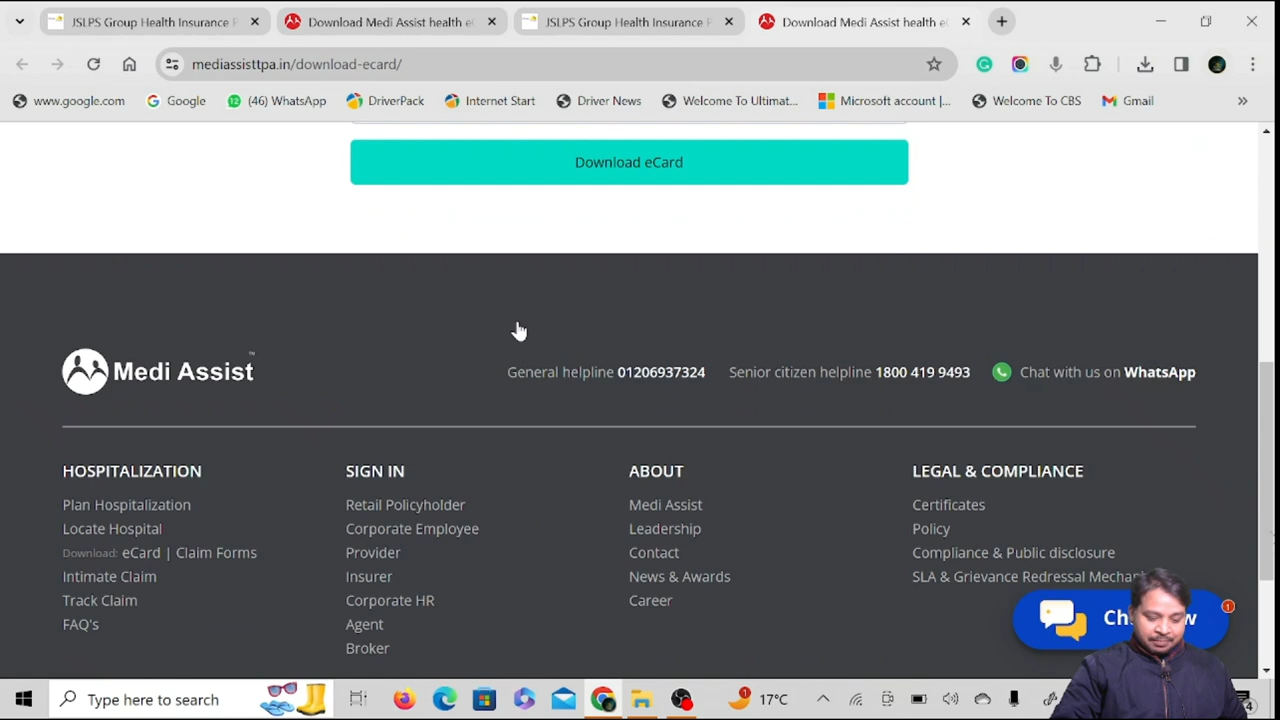 JSLPS Group Health Insurance P
Download Medi Assist health e
JSLPS Group Health Insurance P
Download Medi Assist health e
mediassisttpa.in/download-ecard/
www.google.com
Google
(46) WhatsApp
DriverPack
Internet Start
Driver News
Welcome To Ultimat...
Microsoft account |...
Welcome To CBS
Gmail
Download eCard
Medi Assist
General helpline 01206937324
Senior citizen helpline 1800 419 9493
Chat with us on WhatsApp
HOSPITALIZATION
Plan Hospitalization
Locate Hospital
Download: eCard | Claim Forms
Intimate Claim
Track Claim
FAQ's
SIGN IN
Retail Policyholder
Corporate Employee
Provider
Insurer
Corporate HR
Agent
Broker
ABOUT
Medi Assist
Leadership
Contact
News & Awards
Career
LEGAL & COMPLIANCE
Certificates
Policy
Compliance & Public disclosure
SLA & Grievance Redressal
1
Type here to search
1
17°C
4